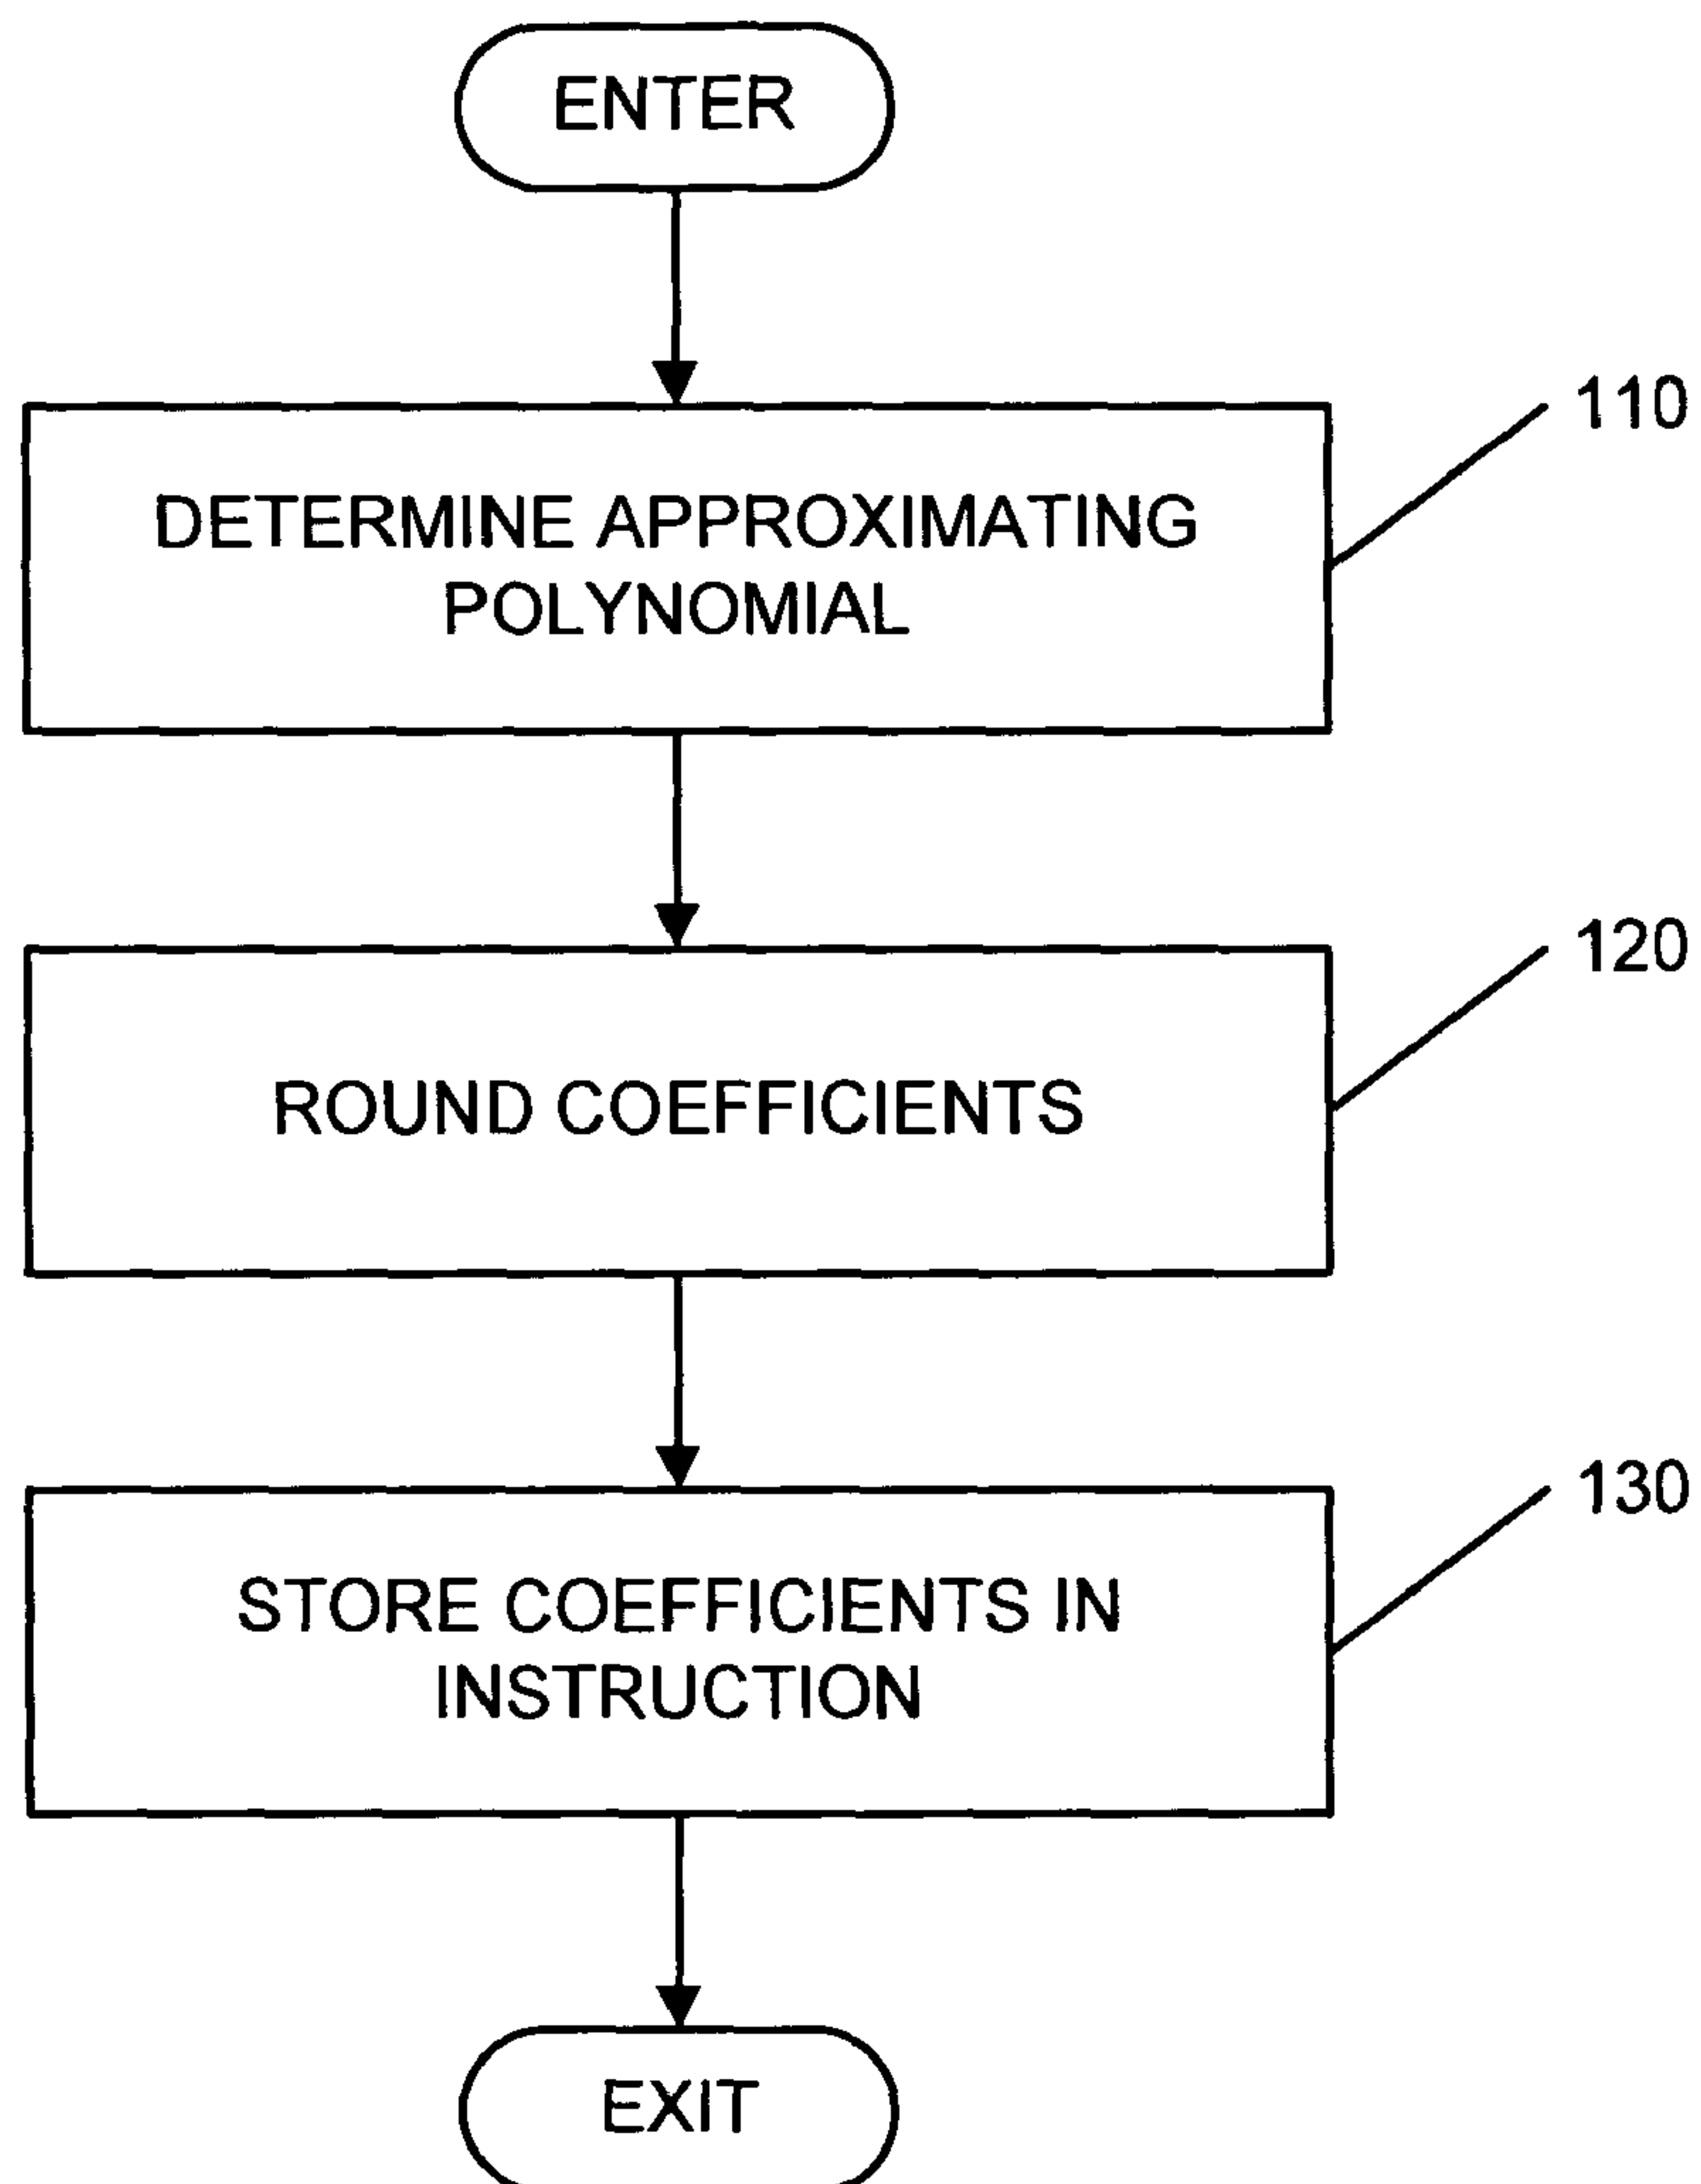 ENTER
110
DETERMINE APPROXIMATING
POLYNOMIAL
120
ROUND COEFFICIENTS
130
STORE COEFFICIENTS IN
INSTRUCTION
EXIT